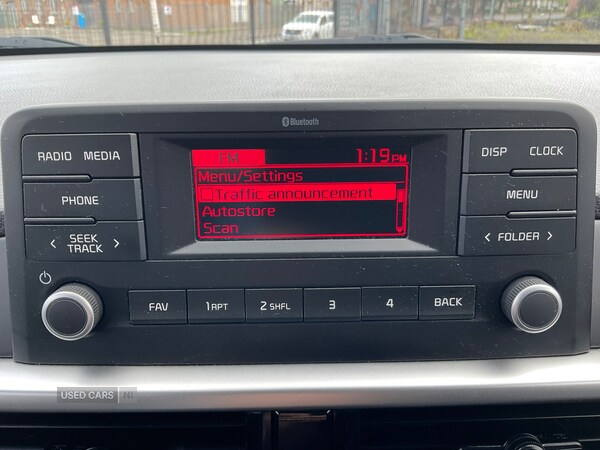 Bluetooth
RADIO MEDIA
PHONE
SEEK
TRACK
FM 1:19PM
Menu/Settings
Traffic announcement
Autostore
Scan
DISP CLOCK
MENU
FOLDER
FAV 1RPT 2SHFL 3 4 BACK
USED CARS NI